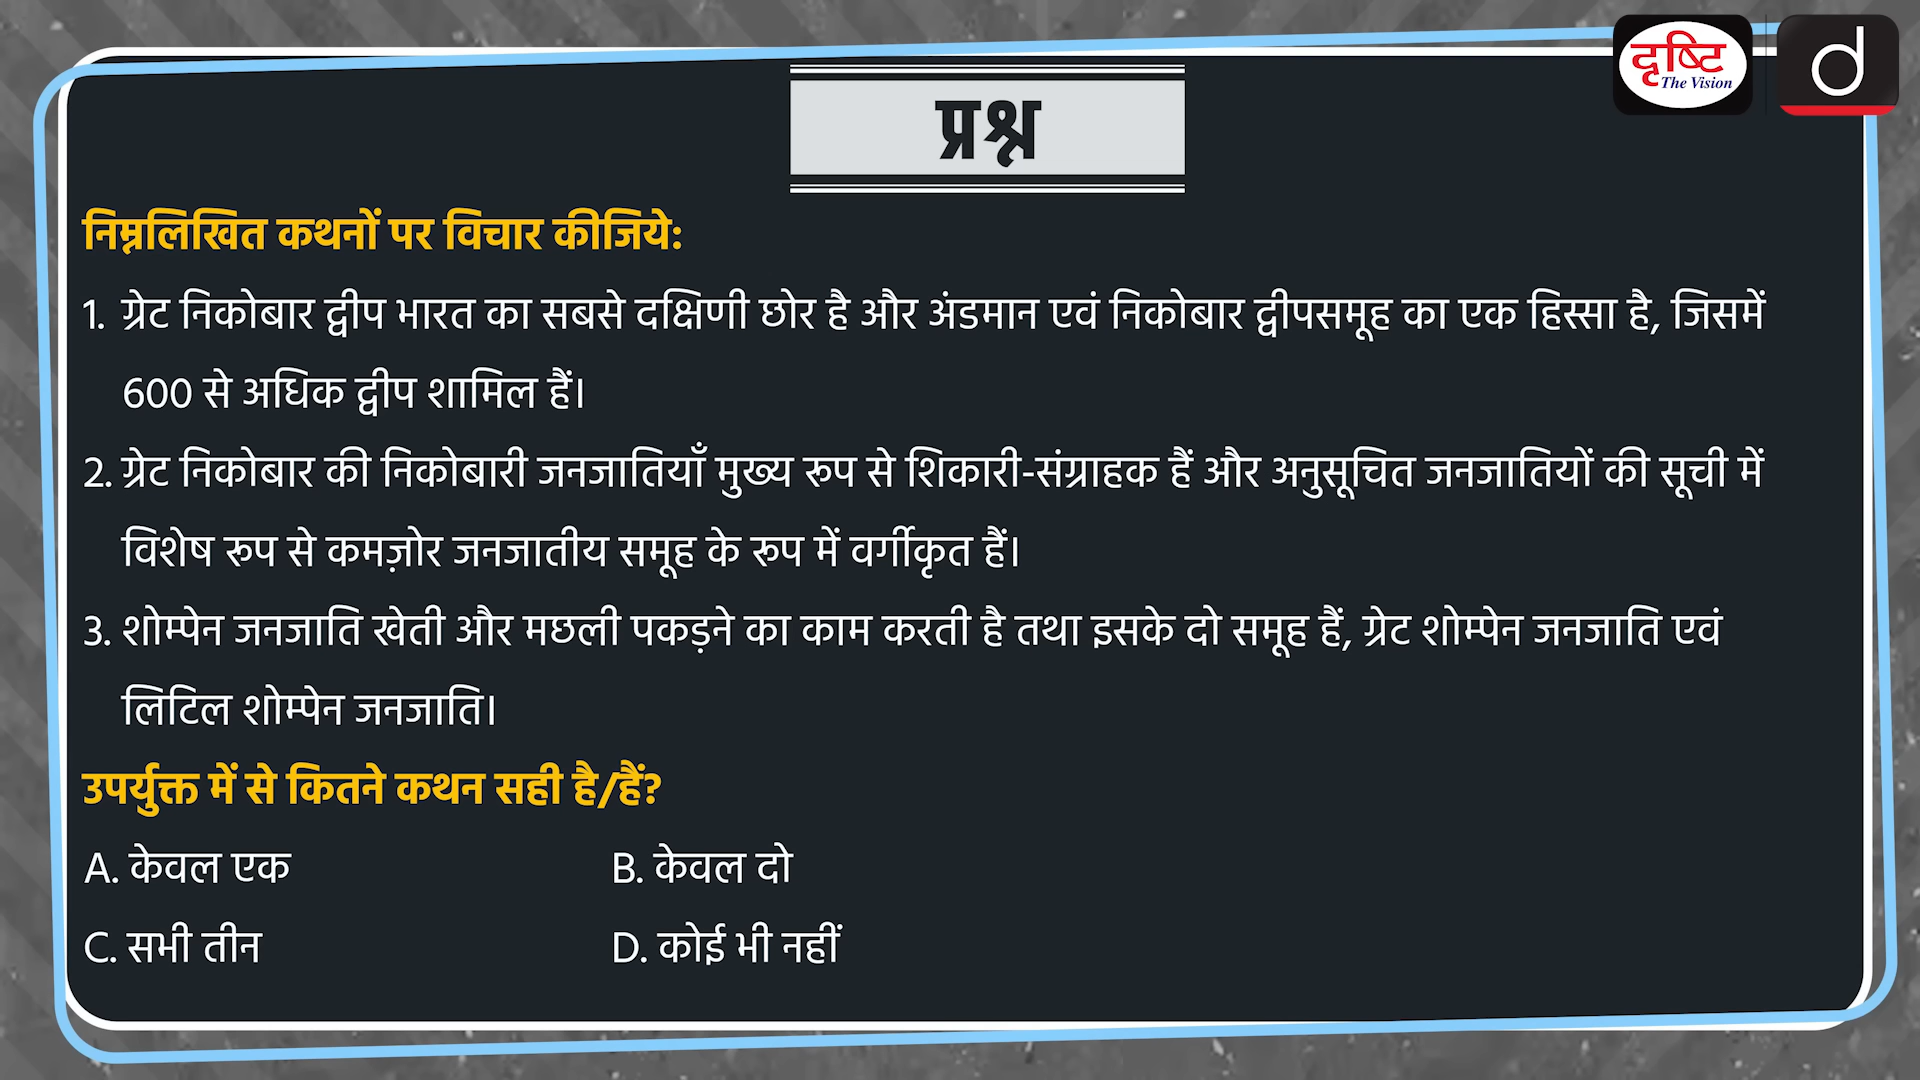 दृष्टि
The Vision
d
प्रश्न
निम्नलिखित कथनों पर विचार कीजिये:
1. ग्रेट निकोबार द्वीप भारत का सबसे दक्षिणी छोर है और अंडमान एवं निकोबार द्वीपसमूह का एक हिस्सा है, जिसमें
600 से अधिक द्वीप शामिल हैं।
2. ग्रेट निकोबार की निकोबारी जनजातियाँ मुख्य रूप से शिकारी-संग्राहक हैं और अनुसूचित जनजातियों की सूची में
विशेष रूप से कमज़ोर जनजातीय समूह के रूप में वर्गीकृत हैं।
3. शोम्पेन जनजाति खेती और मछली पकड़ने का काम करती है तथा इसके दो समूह हैं, ग्रेट शोम्पेन जनजाति एवं
लिटिल शोम्पेन जनजाति।
उपर्युक्त में से कितने कथन सही है/हैं?
A. केवल एक B. केवल दो
C. सभी तीन D. कोई भी नहीं